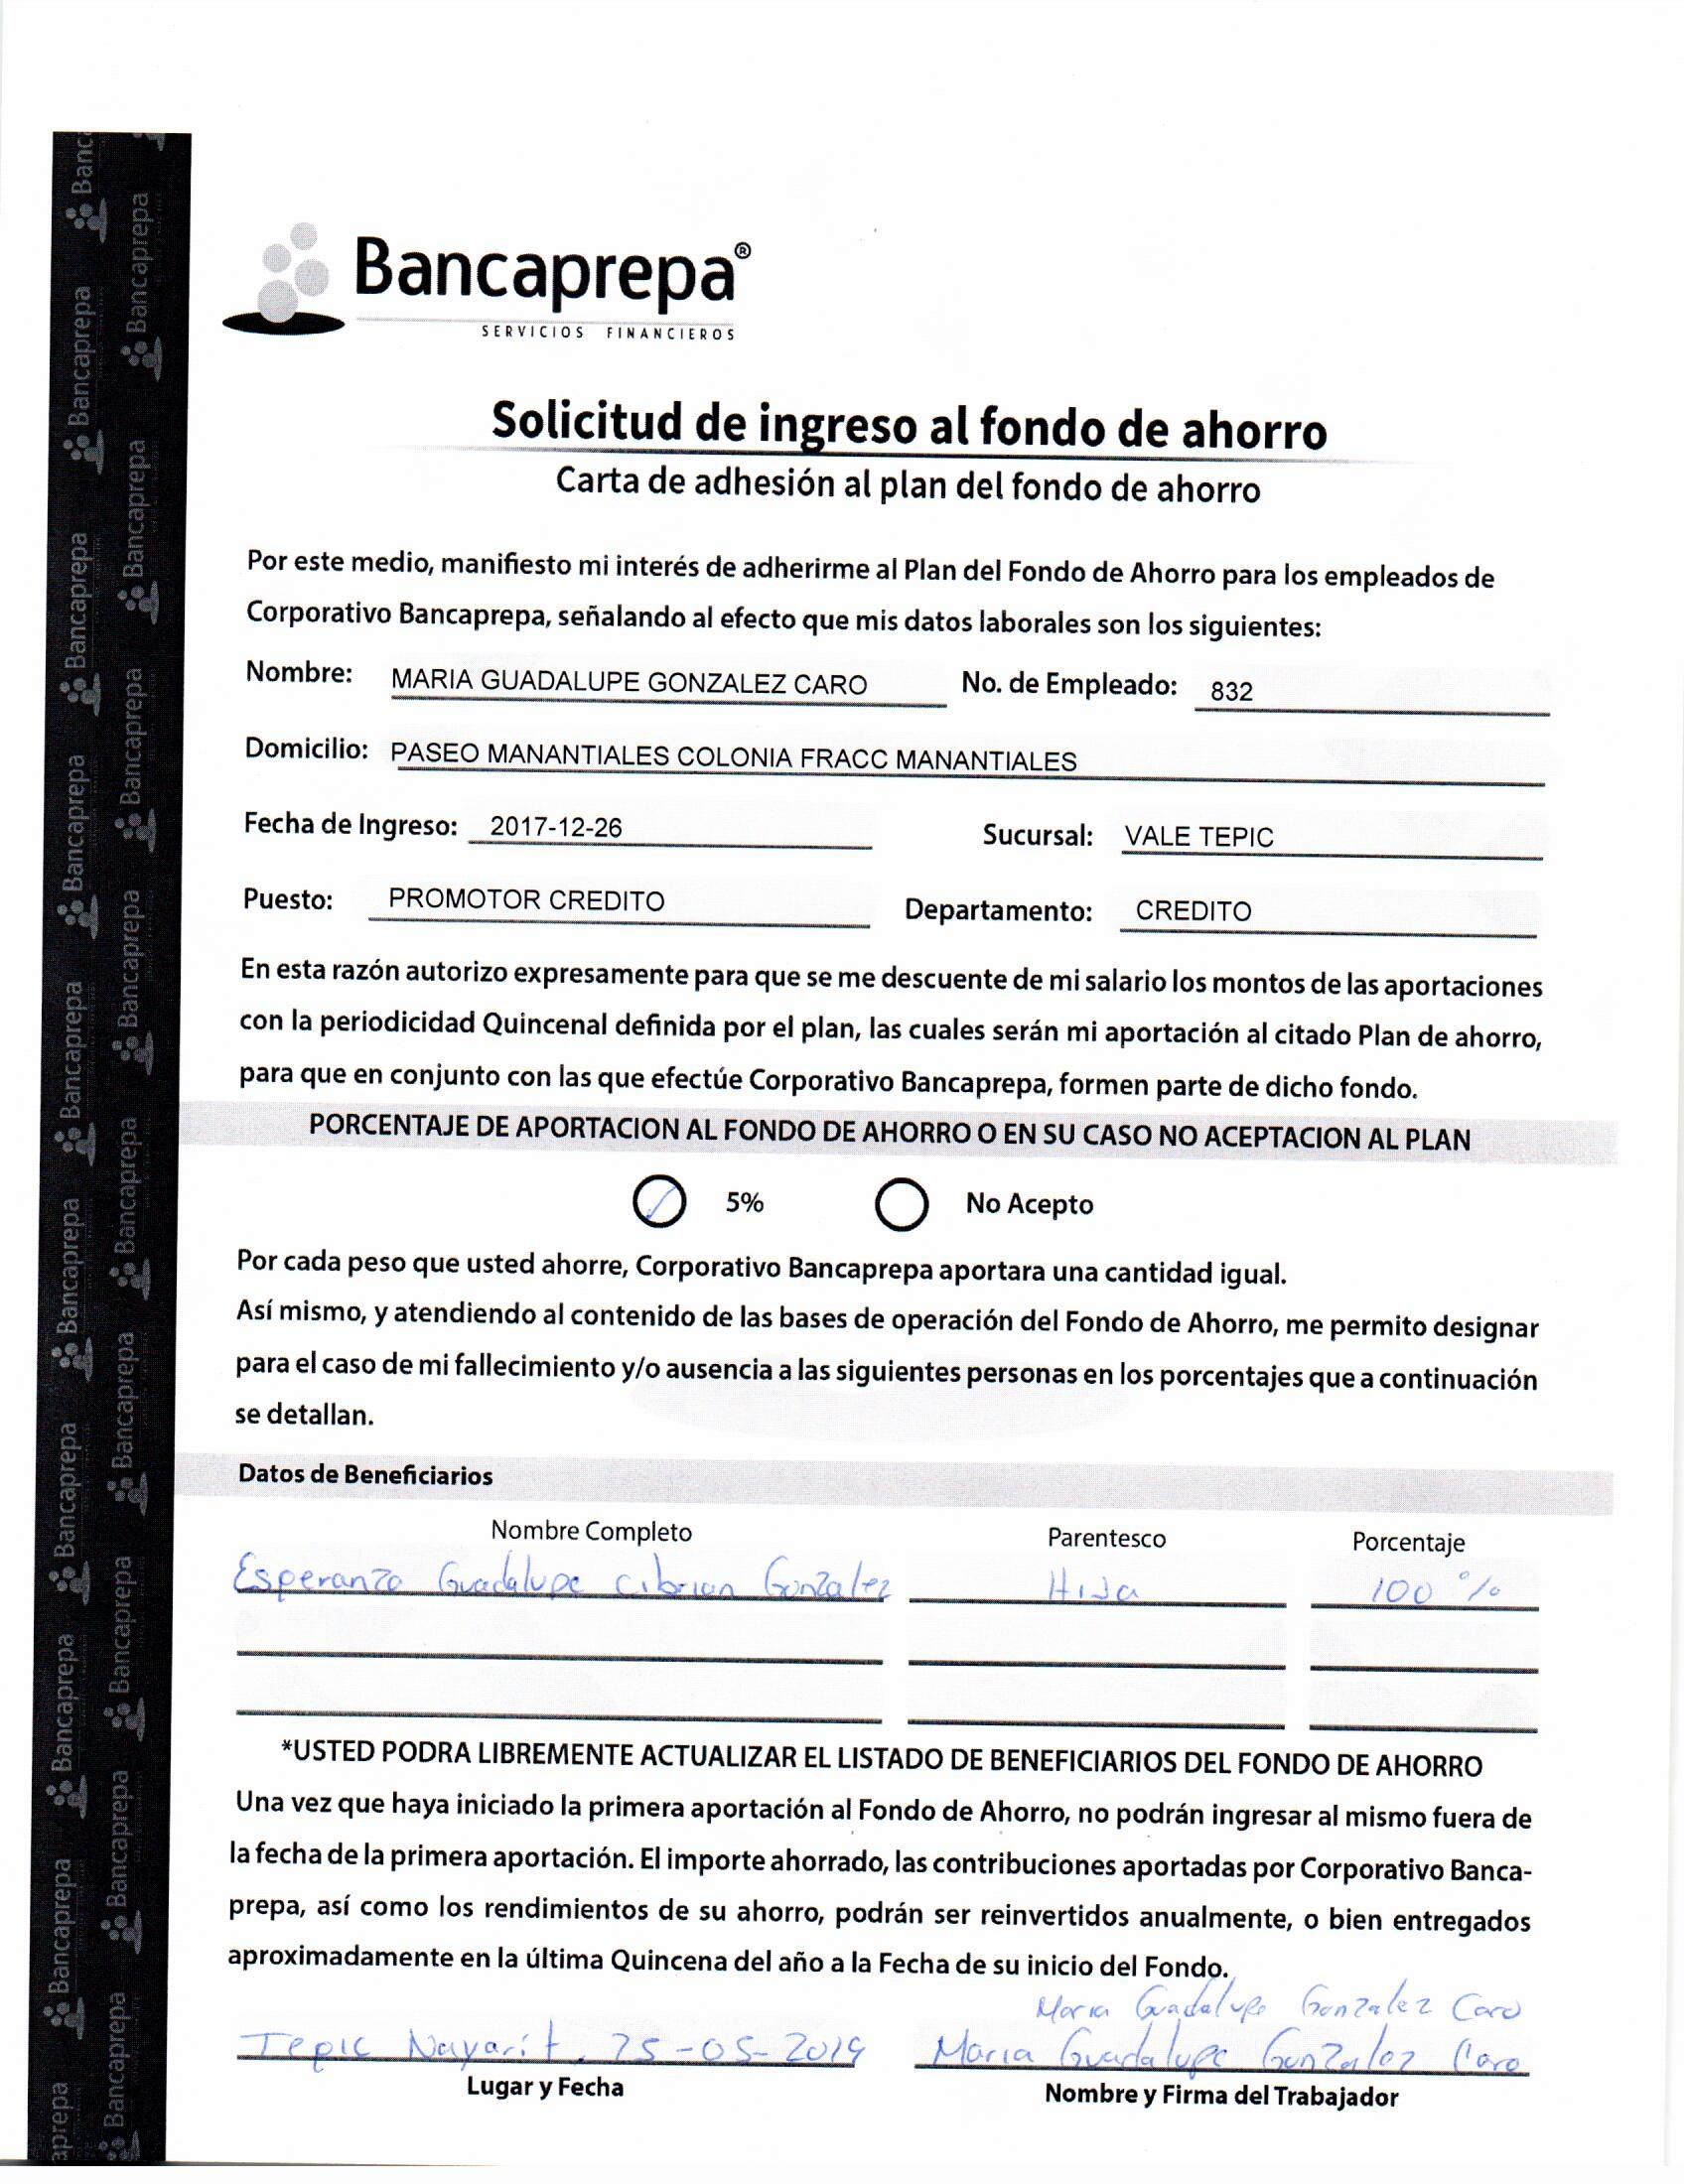 Bancaprepa®
SERVICIOS FINANCIEROS
Solicitud de ingreso al fondo de ahorro
Carta de adhesión al plan del fondo de ahorro
Por este medio, manifiesto mi interés de adherirme al Plan del Fondo de Ahorro para los empleados de
Corporativo Bancaprepa, señalando al efecto que mis datos laborales son los siguientes:
Nombre: MARIA GUADALUPE GONZALEZ CARO No. de Empleado: 832
Domicilio: PASEO MANANTIALES COLONIA FRACC MANANTIALES
Fecha de Ingreso: 2017-12-26 Sucursal: VALE TEPIC
Puesto: PROMOTOR CREDITO Departamento: CREDITO
En esta razón autorizo expresamente para que se me descuente de mi salario los montos de las aportaciones
con la periodicidad Quincenal definida por el plan, las cuales serán mi aportación al citado Plan de ahorro,
para que en conjunto con las que efectúe Corporativo Bancaprepa, formen parte de dicho fondo.
PORCENTAJE DE APORTACION AL FONDO DE AHORRO O EN SU CASO NO ACEPTACION AL PLAN
5% No Acepto
Por cada peso que usted ahorre, Corporativo Bancaprepa aportara una cantidad igual.
Así mismo, y atendiendo al contenido de las bases de operación del Fondo de Ahorro, me permito designar
para el caso de mi fallecimiento y/o ausencia a las siguientes personas en los porcentajes que a continuación
se detallan.
Datos de Beneficiarios
Nombre Completo Parentesco Porcentaje
Esperanza Guadalupe Cibrian Gonzalez Hija 100 %
*USTED PODRA LIBREMENTE ACTUALIZAR EL LISTADO DE BENEFICIARIOS DEL FONDO DE AHORRO
Una vez que haya iniciado la primera aportación al Fondo de Ahorro, no podrán ingresar al mismo fuera de
la fecha de la primera aportación. El importe ahorrado, las contribuciones aportadas por Corporativo Banca-
prepa, así como los rendimientos de su ahorro, podrán ser reinvertidos anualmente, o bien entregados
aproximadamente en la última Quincena del año a la Fecha de su inicio del Fondo.
Maria Guadalupe Gonzalez Caro
Tepic Nayarit. 25-05-2019 Maria Guadalupe Gonzalez Caro
Lugar y Fecha Nombre y Firma del Trabajador